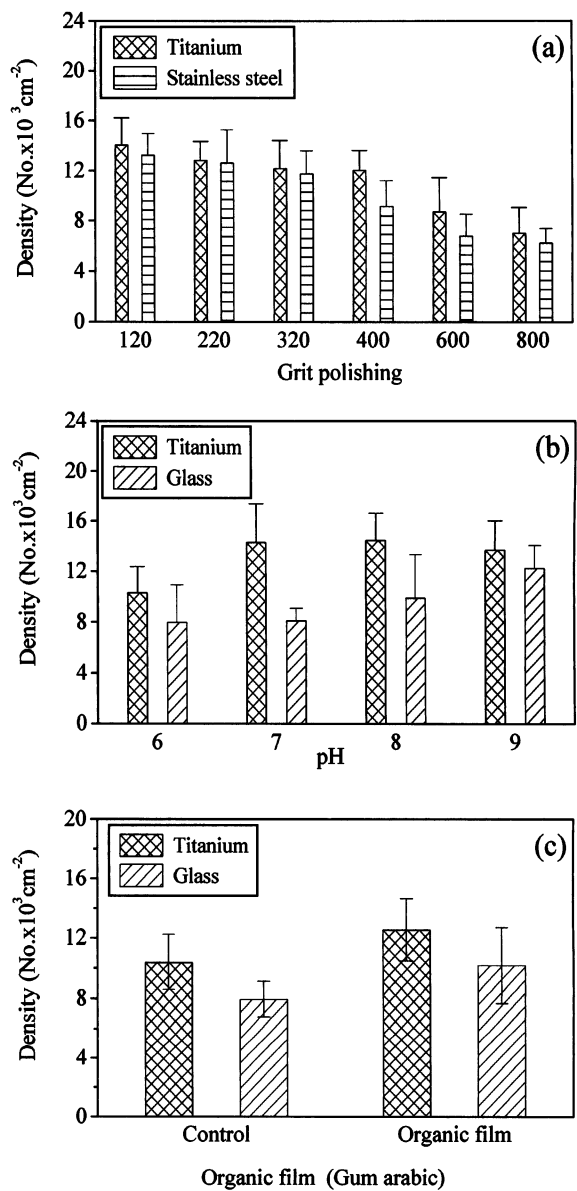 24
20
16
12
8
4
0
Density (No.x10 ³cm⁻²)
Titanium
Stainless steel
(a)
120 220 320 400 600 800
Grit polishing
24
20
16
12
8
4
0
Density (No.x10³cm⁻²)
Titanium
Glass
(b)
6 7 8 9
pH
20
16
12
8
4
0
Density (No.x10³cm⁻²)
Titanium
Glass
(c)
Control Organic film
Organic film (Gum arabic)